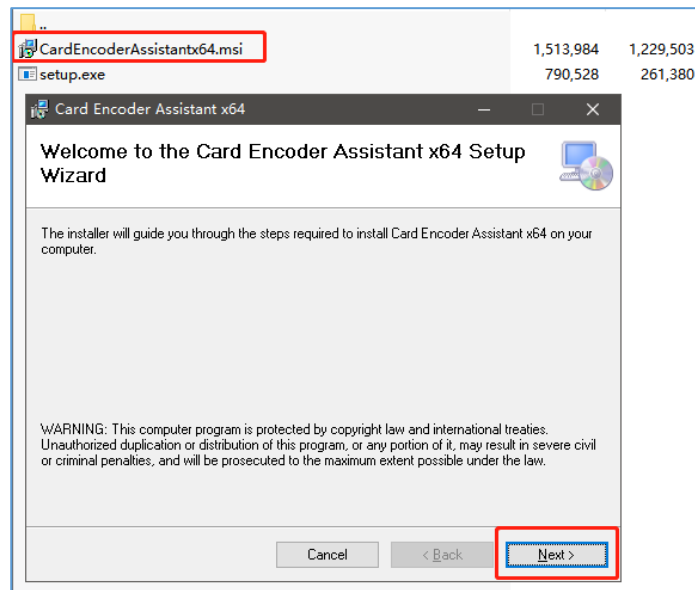 ..
CardEncoderAssistantx64.msi 1,513,984 1,229,503
setup.exe 790,528 261,380
Card Encoder Assistant x64
Welcome to the Card Encoder Assistant x64 Setup
Wizard
The installer will guide you through the steps required to install Card Encoder Assistant x64 on your
computer.
WARNING: This computer program is protected by copyright law and international treaties.
Unauthorized duplication or distribution of this program, or any portion of it, may result in severe civil
or criminal penalties, and will be prosecuted to the maximum extent possible under the law.
Cancel < Back Next >